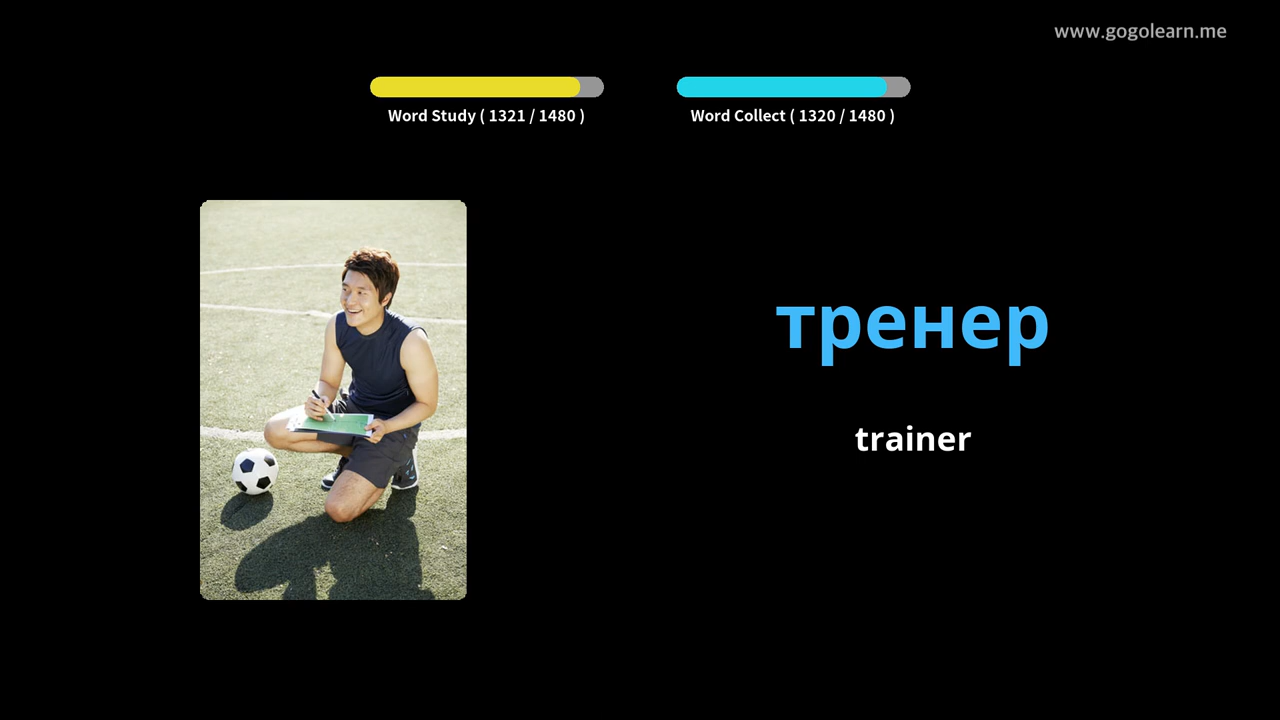 www.gogolearn.me
Word Study ( 1321 / 1480 )
Word Collect ( 1320 / 1480 )
тренер
trainer